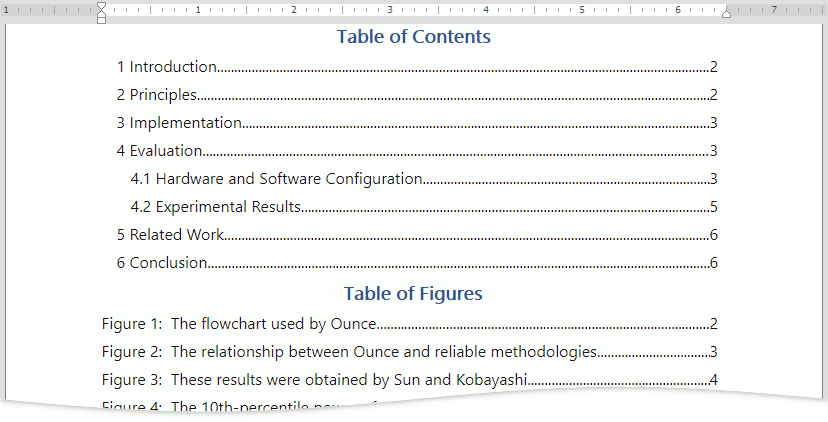 1 1 2 3 4 5 6 7
Table of Contents
1 Introduction....................................................................................................................2
2 Principles.........................................................................................................................2
3 Implementation..............................................................................................................3
4 Evaluation.......................................................................................................................3
4.1 Hardware and Software Configuration....................................................................3
4.2 Experimental Results.................................................................................................5
5 Related Work..................................................................................................................6
6 Conclusion......................................................................................................................6
Table of Figures
Figure 1:  The flowchart used by Ounce...............................................................................2
Figure 2:  The relationship between Ounce and reliable methodologies...........................3
Figure 3:  These results were obtained by Sun and Kobayashi...........................................4
Figure 4:  The 10th-percentile